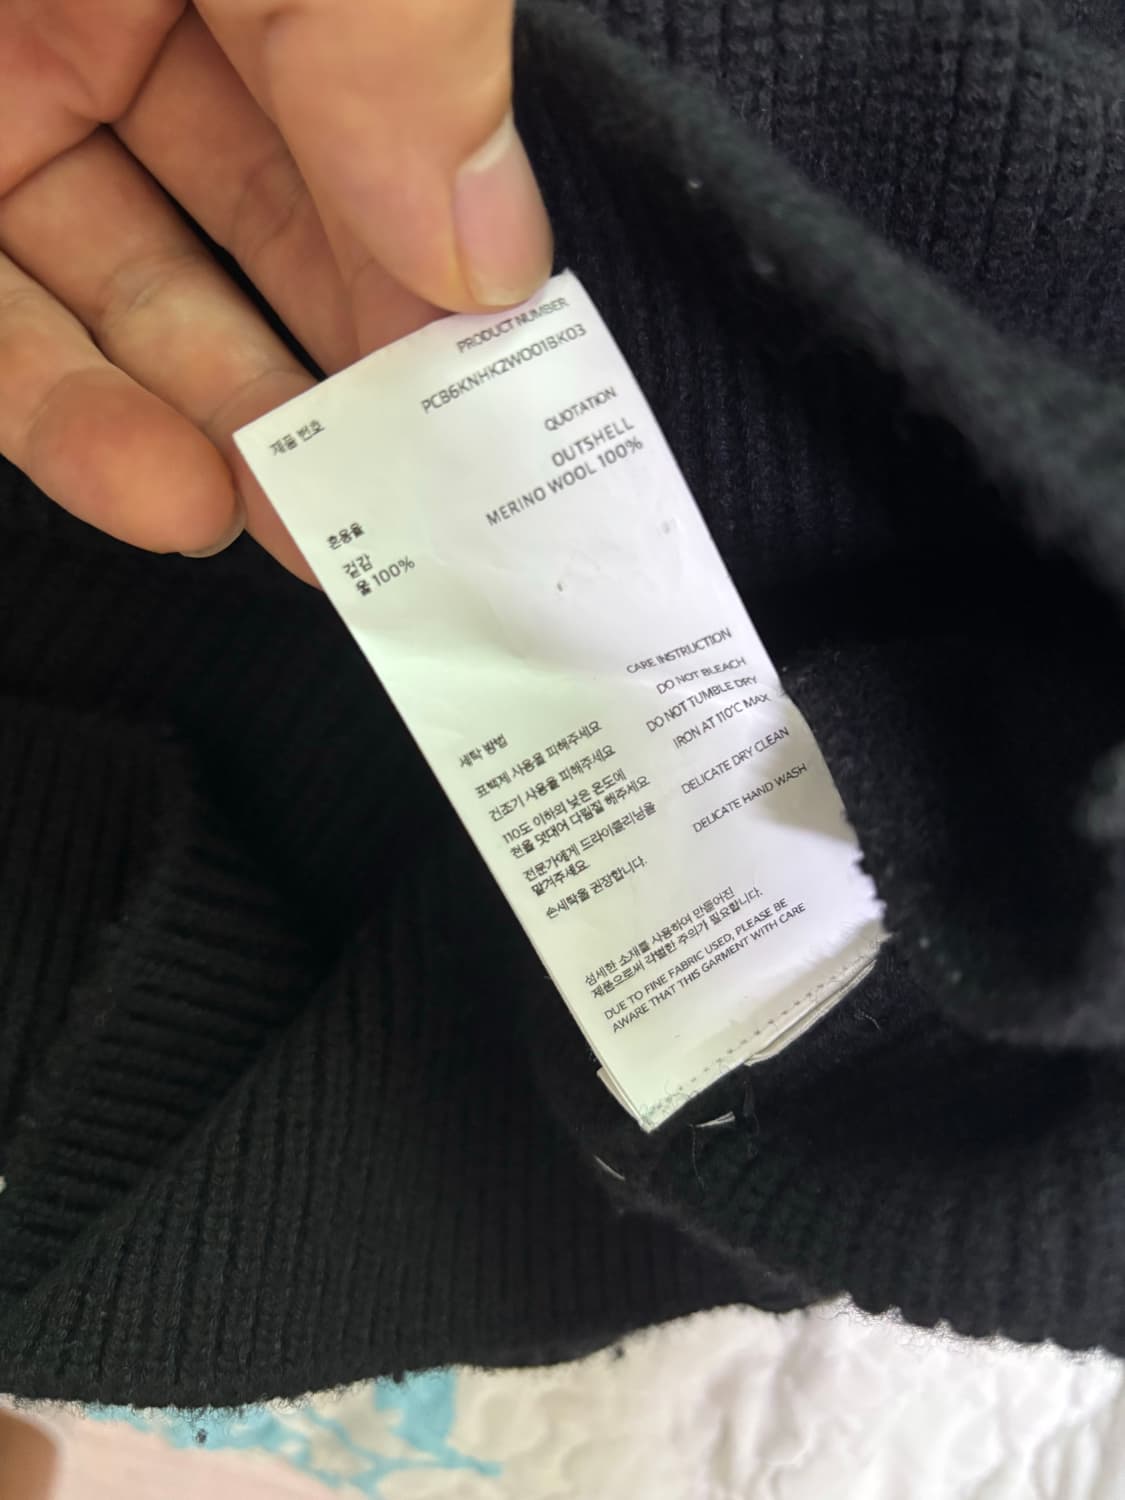 제품 번호
PRODUCT NUMBER
PCB6KNHK2W001BK03
혼용율
QUOTATION
겉감
OUTSHELL
울 100%
MERINO WOOL 100%
세탁 방법
CARE INSTRUCTION
표백제 사용을 피해주세요
DO NOT BLEACH
건조기 사용을 피해주세요
DO NOT TUMBLE DRY
110도 이하의 낮은 온도에
천을 덧대어 다림질 해주세요
IRON AT 110°C MAX
전문가에게 드라이클리닝을
맡겨주세요
DELICATE DRY CLEAN
손세탁을 권장합니다.
DELICATE HAND WASH
섬세한 소재를 사용하여 만들어진
제품으로써 각별한 주의가 필요합니다.
DUE TO FINE FABRIC USED, PLEASE BE
AWARE THAT THIS GARMENT WITH CARE